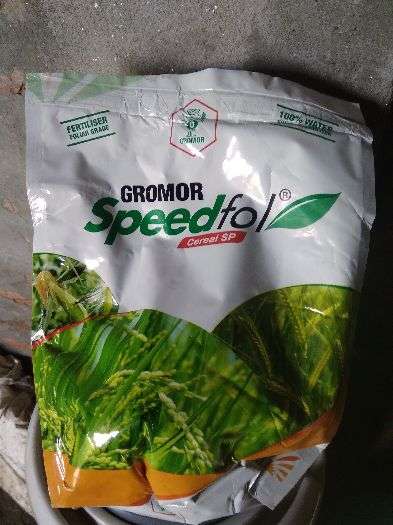 FERTILISER
FOLIAR GRADE
GROMOR
100% WATER
GROMOR
Speedfol®
Cereal SP